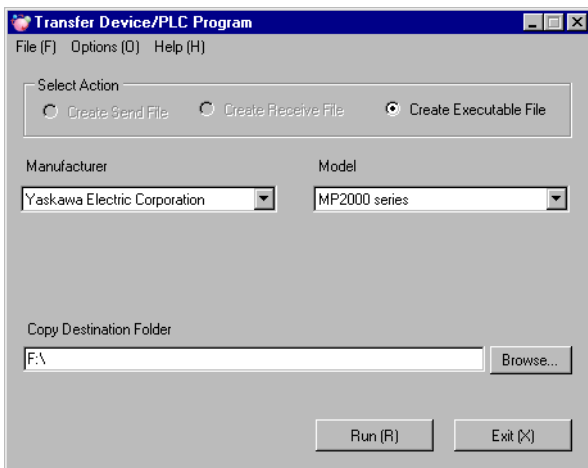 Transfer Device/PLC Program
File (F) Options (O) Help (H)
Select Action
Create Send File Create Receive File Create Executable File
Manufacturer Model
Yaskawa Electric Corporation MP2000 series
Copy Destination Folder
F:\ Browse...
Run (R) Exit (X)